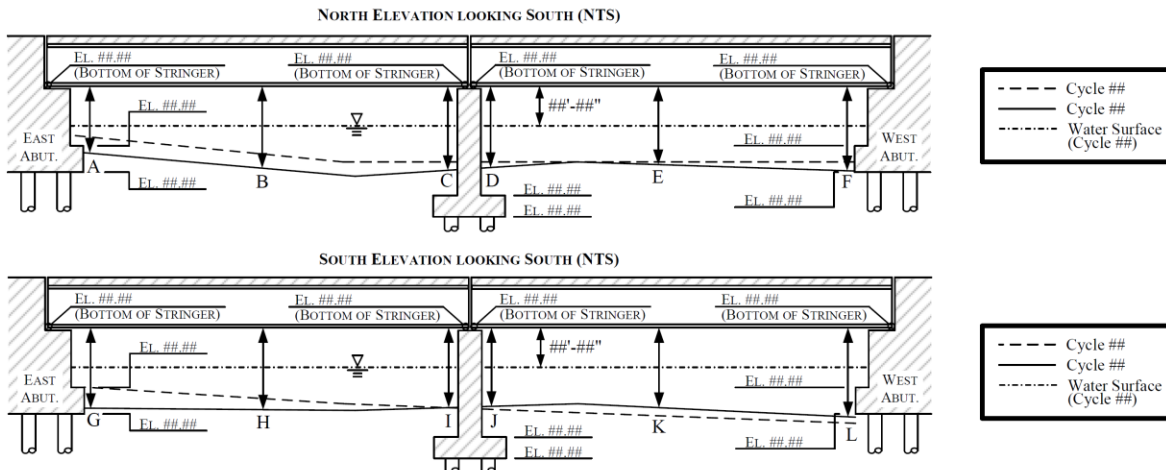 NORTH ELEVATION LOOKING SOUTH (NTS)
EL. ##.## EL. ##.## EL. ##.## EL. ##.##
(BOTTOM OF STRINGER) (BOTTOM OF STRINGER) (BOTTOM OF STRINGER) (BOTTOM OF STRINGER)
EL. ##.## ##'-##"
EAST ABUT.
EL. ##.##
WEST ABUT.
A B C D E F
EL. ##.## EL. ##.## EL. ##.##
EL. ##.##
Cycle ##
Cycle ##
Water Surface
(Cycle ##)
SOUTH ELEVATION LOOKING SOUTH (NTS)
EL. ##.## EL. ##.## EL. ##.## EL. ##.##
(BOTTOM OF STRINGER) (BOTTOM OF STRINGER) (BOTTOM OF STRINGER) (BOTTOM OF STRINGER)
EL. ##.## ##'-##"
EAST ABUT.
EL. ##.##
WEST ABUT.
G H I J K L
EL. ##.## EL. ##.## EL. ##.##
EL. ##.##
Cycle ##
Cycle ##
Water Surface
(Cycle ##)